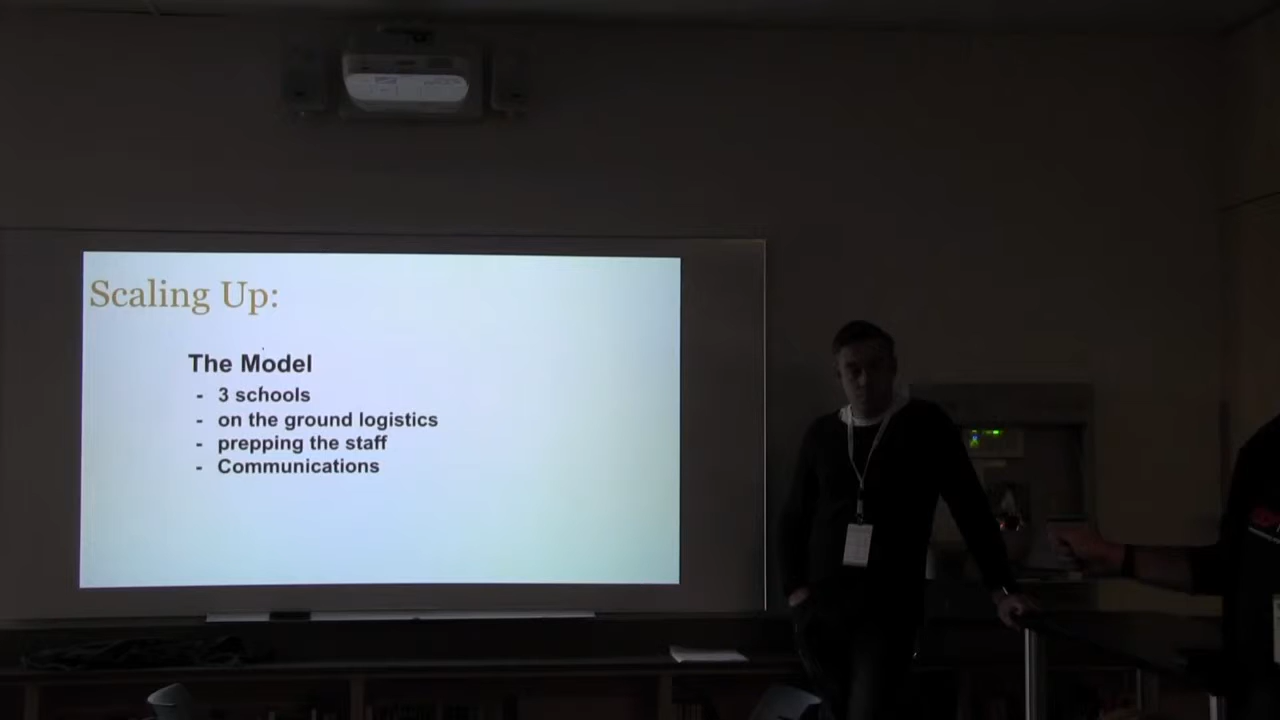 Scaling Up:
The Model
- 3 schools
- on the ground logistics
- prepping the staff
- Communications